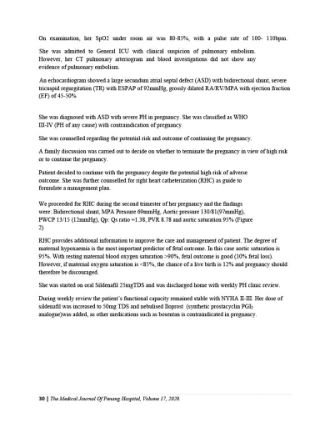 On examination, her SpO2 under room air was 80-85%, with a pulse rate of 100- 110bpm.
She was admitted to General ICU with clinical suspicion of pulmonary embolism.
However, her CT pulmonary arteriogram and blood investigations did not show any
evidence of pulmonary embolism.
An echocardiogram showed a large secundum atrial septal defect (ASD) with bidirectional shunt, severe
tricuspid regurgitation (TR) with ESPAP of 92mmHg, grossly dilated RA/RV/MPA with ejection fraction
(EF) of 45-50%
She was diagnosed with ASD with severe PH in pregnancy. She was classified as WHO
III-IV (PH of any cause) with contraindication of pregnancy.
She was counselled regarding the potential risk and outcome of continuing the pregnancy.
A family discussion was carried out to decide on whether to terminate the pregnancy in view of high risk
or to continue the pregnancy.
Patient decided to continue with the pregnancy despite the potential high risk of adverse
outcome. She was further counselled for right heart catheterization (RHC) as guide to
formulate a management plan.
We proceeded for RHC during the second trimester of her pregnancy and the findings
were: Bidirectional shunt, MPA Pressure 69mmHg, Aortic pressure 130/81(97mmHg),
PWCP 13/15 (12mmHg), Qp: Qs ratio =1.38, PVR 8.78 and aortic saturation 95% (Figure
2)
RHC provides additional information to improve the care and management of patient. The degree of
maternal hypoxaemia is the most important predictor of fetal outcome. In this case aortic saturation is
95%. With resting maternal blood oxygen saturation >90%, fetal outcome is good (10% fetal loss).
However, if maternal oxygen saturation is <85%, the chance of a live birth is 12% and pregnancy should
therefore be discouraged.
She was started on oral Sildenafil 25mgTDS and was discharged home with weekly PH clinic review.
During weekly review the patient's functional capacity remained stable with NYHA II-III. Her dose of
sildenafil was increased to 50mg TDS and nebulised Iloprost (synthetic prostacyclin PGI2
analogue)was added, as other medications such as bosentan is contraindicated in pregnancy.
30 | The Medical Journal Of Penang Hospital, Volume 17, 2020.